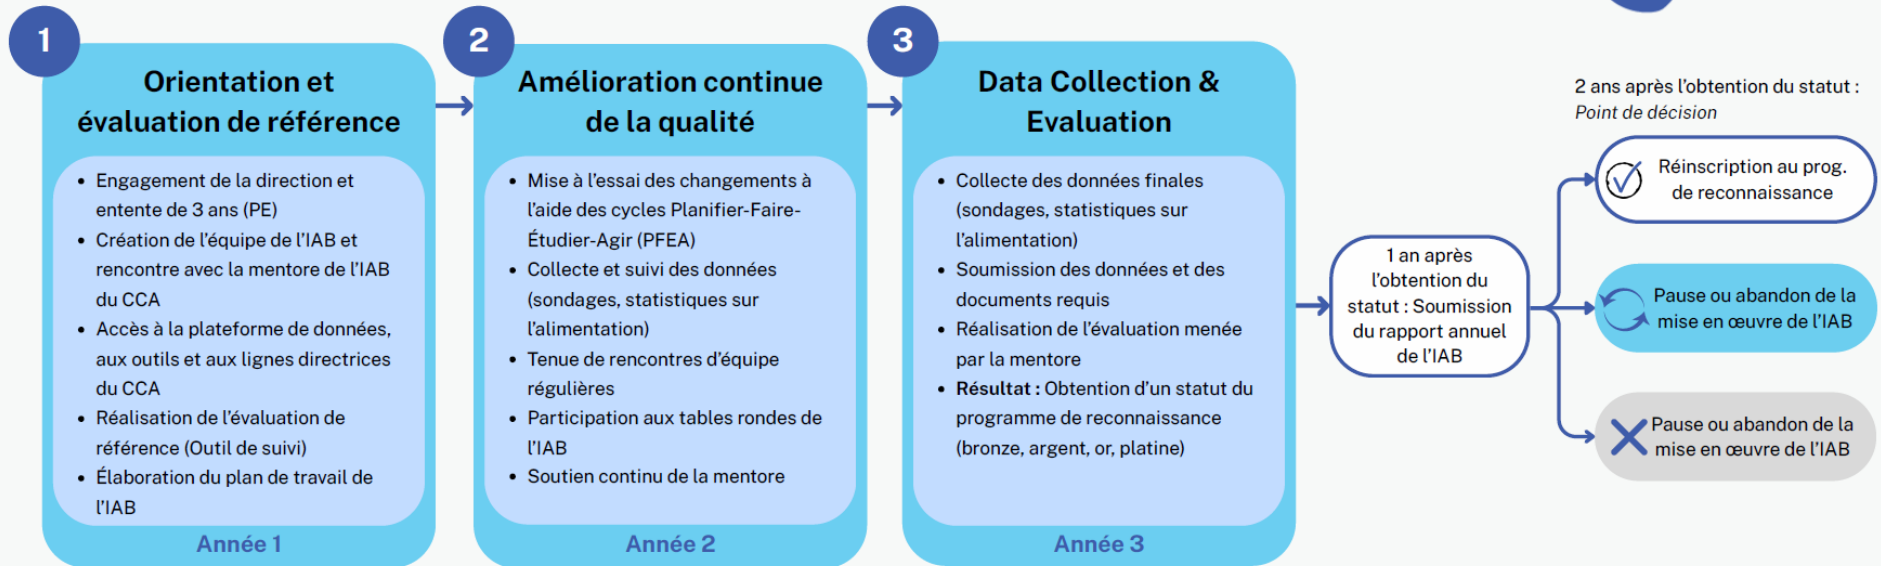 1
Orientation et
évaluation de référence
• Engagement de la direction et
entente de 3 ans (PE)
• Création de l'équipe de l'IAB et
rencontre avec la mentore de l'IAB
du CCA
• Accès à la plateforme de données,
aux outils et aux lignes directrices
du CCA
• Réalisation de l'évaluation de
référence (Outil de suivi)
• Élaboration du plan de travail de
l'IAB
Année 1
2
Amélioration continue
de la qualité
• Mise à l'essai des changements à
l'aide des cycles Planifier-Faire-
Étudier-Agir (PFEA)
• Collecte et suivi des données
(sondages, statistiques sur
l'alimentation)
• Tenue de rencontres d'équipe
régulières
• Participation aux tables rondes de
l'IAB
• Soutien continu de la mentore
Année 2
3
Data Collection &
Evaluation
• Collecte des données finales
(sondages, statistiques sur
l'alimentation)
• Soumission des données et des
documents requis
• Réalisation de l'évaluation menée
par la mentore
• Résultat : Obtention d'un statut du
programme de reconnaissance
(bronze, argent, or, platine)
Année 3
1 an après
l'obtention du
statut : Soumission
du rapport annuel
de l'IAB
2 ans après l'obtention du statut :
Point de décision
Réinscription au prog.
de reconnaissance
Pause ou abandon de la
mise en œuvre de l'IAB
Pause ou abandon de la
mise en œuvre de l'IAB